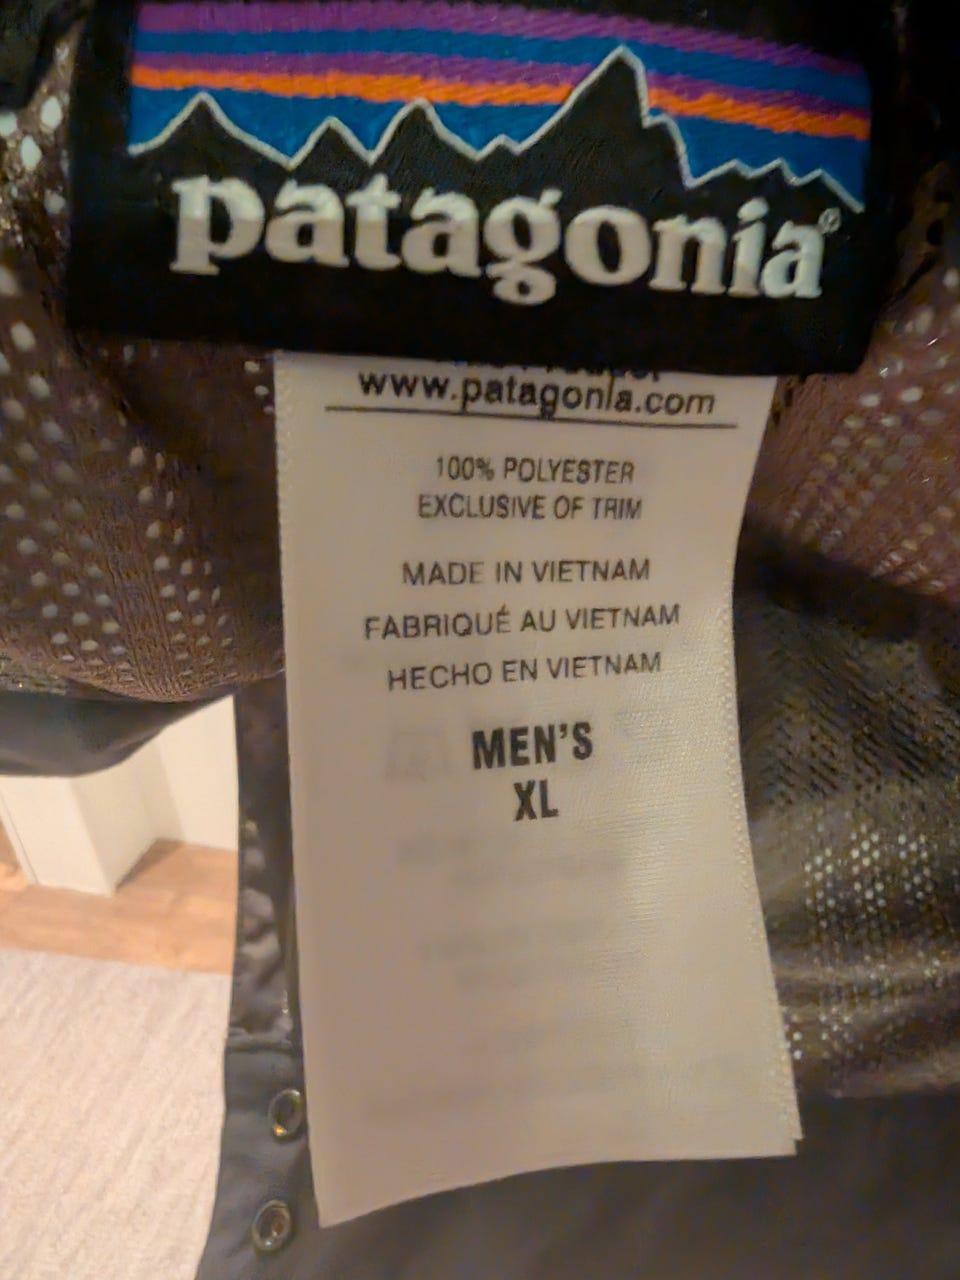 patagonia®
www.patagonia.com
100% POLYESTER
EXCLUSIVE OF TRIM
MADE IN VIETNAM
FABRIQUÉ AU VIETNAM
HECHO EN VIETNAM
MEN'S
XL